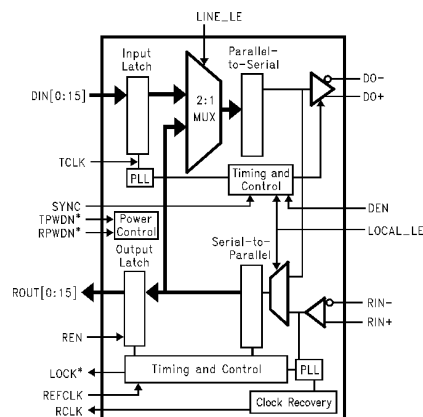 LINE_LE
Input
Latch
Parallel-
to-Serial
DIN[0:15]
2:1
MUX
DO-
DO+
TCLK
PLL
Timing and
Control
SYNC
DEN
TPWDN*
RPWDN*
Power
Control
LOCAL_LE
Output
Latch
Serial-to-
Parallel
ROUT[0:15]
RIN-
RIN+
REN
LOCK*
Timing and Control
PLL
REFCLK
RCLK
Clock Recovery